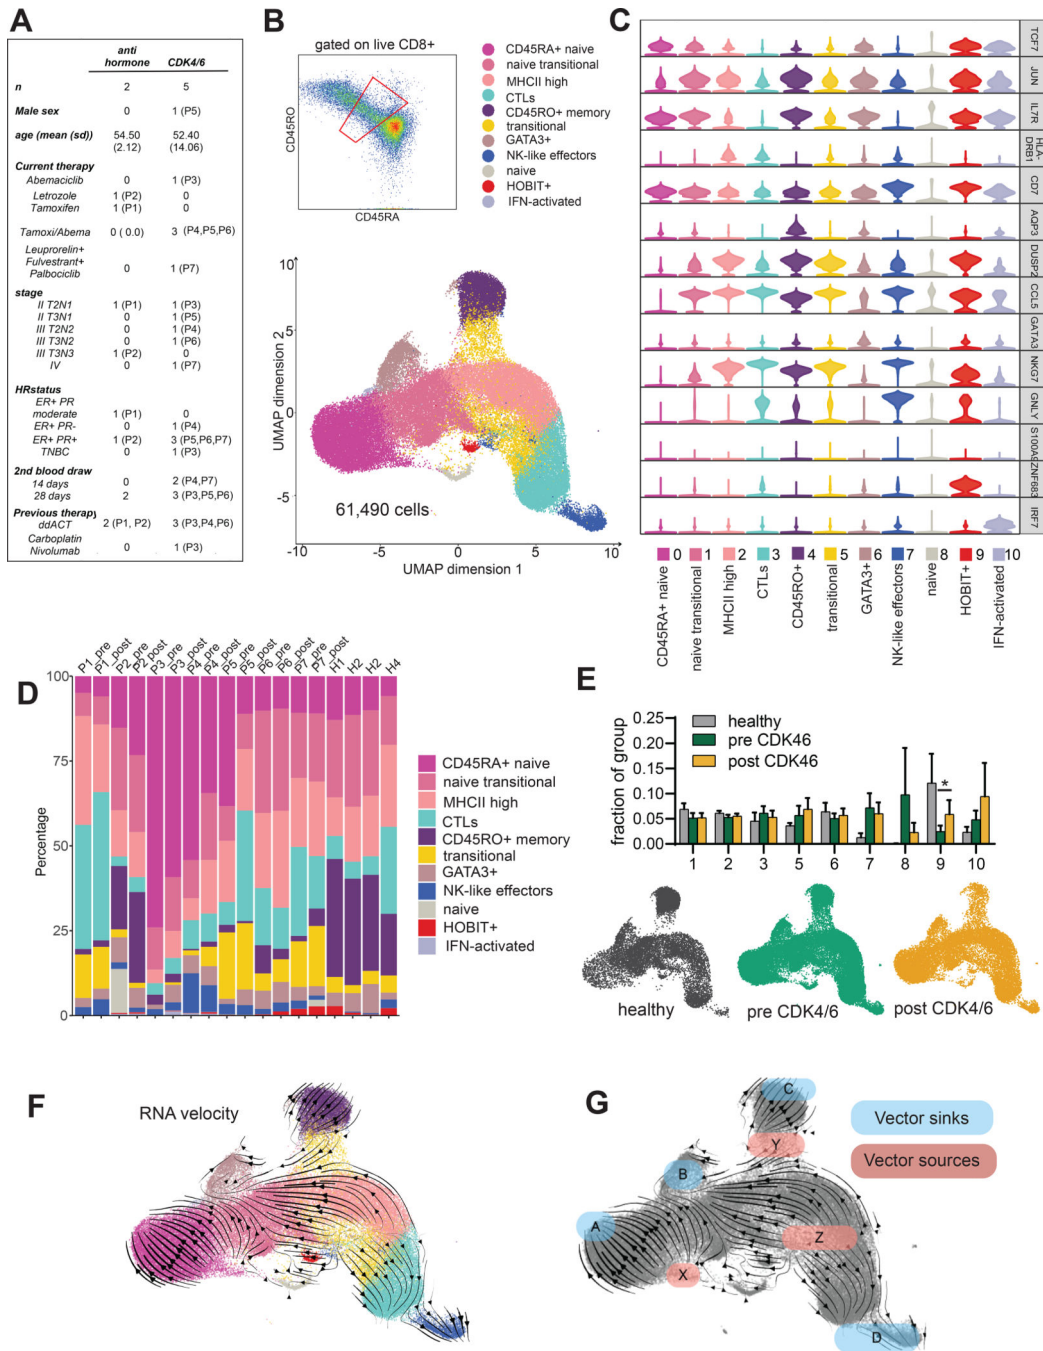 A
anti hormone CDK4/6
n 2 5
Male sex 0 1 (P5)
age (mean (sd)) 54.50 (2.12) 52.40 (14.06)
Current therapy
Abemaciclib 0 1 (P3)
Letrozole 1 (P2) 0
Tamoxifen 1 (P1) 0
Tamoxi/Abema 0 ( 0.0) 3 (P4,P5,P6)
Leuprorelin+
Fulvestrant+
Palbociclib 0 1 (P7)
stage
II T2N1 1 (P1) 1 (P3)
II T3N1 0 1 (P5)
III T2N2 0 1 (P4)
III T3N2 0 1 (P6)
III T3N3 1 (P2) 0
IV 0 1 (P7)
HRstatus
ER+ PR
moderate 1 (P1) 0
ER+ PR- 0 1 (P4)
ER+ PR+ 1 (P2) 3 (P5,P6,P7)
TNBC 0 1 (P3)
2nd blood draw
14 days 0 2 (P4,P7)
28 days 2 3 (P3,P5,P6)
Previous therapy
ddACT 2 (P1, P2) 3 (P3,P4,P6)
Carboplatin
Nivolumab 0 1 (P3)
B
gated on live CD8+
CD45RO
CD45RA
CD45RA+ naive
naive transitional
MHCII high
CTLs
CD45RO+ memory
transitional
GATA3+
NK-like effectors
naive
HOBIT+
IFN-activated
10
5
0
-5
UMAP dimension 2
61,490 cells
-10 -5 0 5 10
UMAP dimension 1
C
TCF7
JUN
IL7R
HLA-DRB1
CD7
AQP3
DUSP2
CCL5
GATA3
NKG7
GNLY
S100A9
ZNF683
IRF7
0 1 2 3 4 5 6 7 8 9 10
CD45RA+ naive
naive transitional
MHCII high
CTLs
CD45RO+
transitional
GATA3+
NK-like effectors
naive
HOBIT+
IFN-activated
D
P1_pre
P1_post
P2_pre
P2_post
P3_pre
P3_post
P4_pre
P4_post
P5_pre
P5_post
P6_pre
P6_post
P7_pre
P7_post
H1
H2
H2
H4
100
75
50
25
0
Percentage
CD45RA+ naive
naive transitional
MHCII high
CTLs
CD45RO+ memory
transitional
GATA3+
NK-like effectors
naive
HOBIT+
IFN-activated
E
fraction of group
0.25
0.20
0.15
0.10
0.05
0.00
healthy
pre CDK46
post CDK46
*
1 2 3 5 6 7 8 9 10
healthy
pre CDK4/6
post CDK4/6
F
RNA velocity
G
C
Y
B
A
Z
X
D
Vector sinks
Vector sources